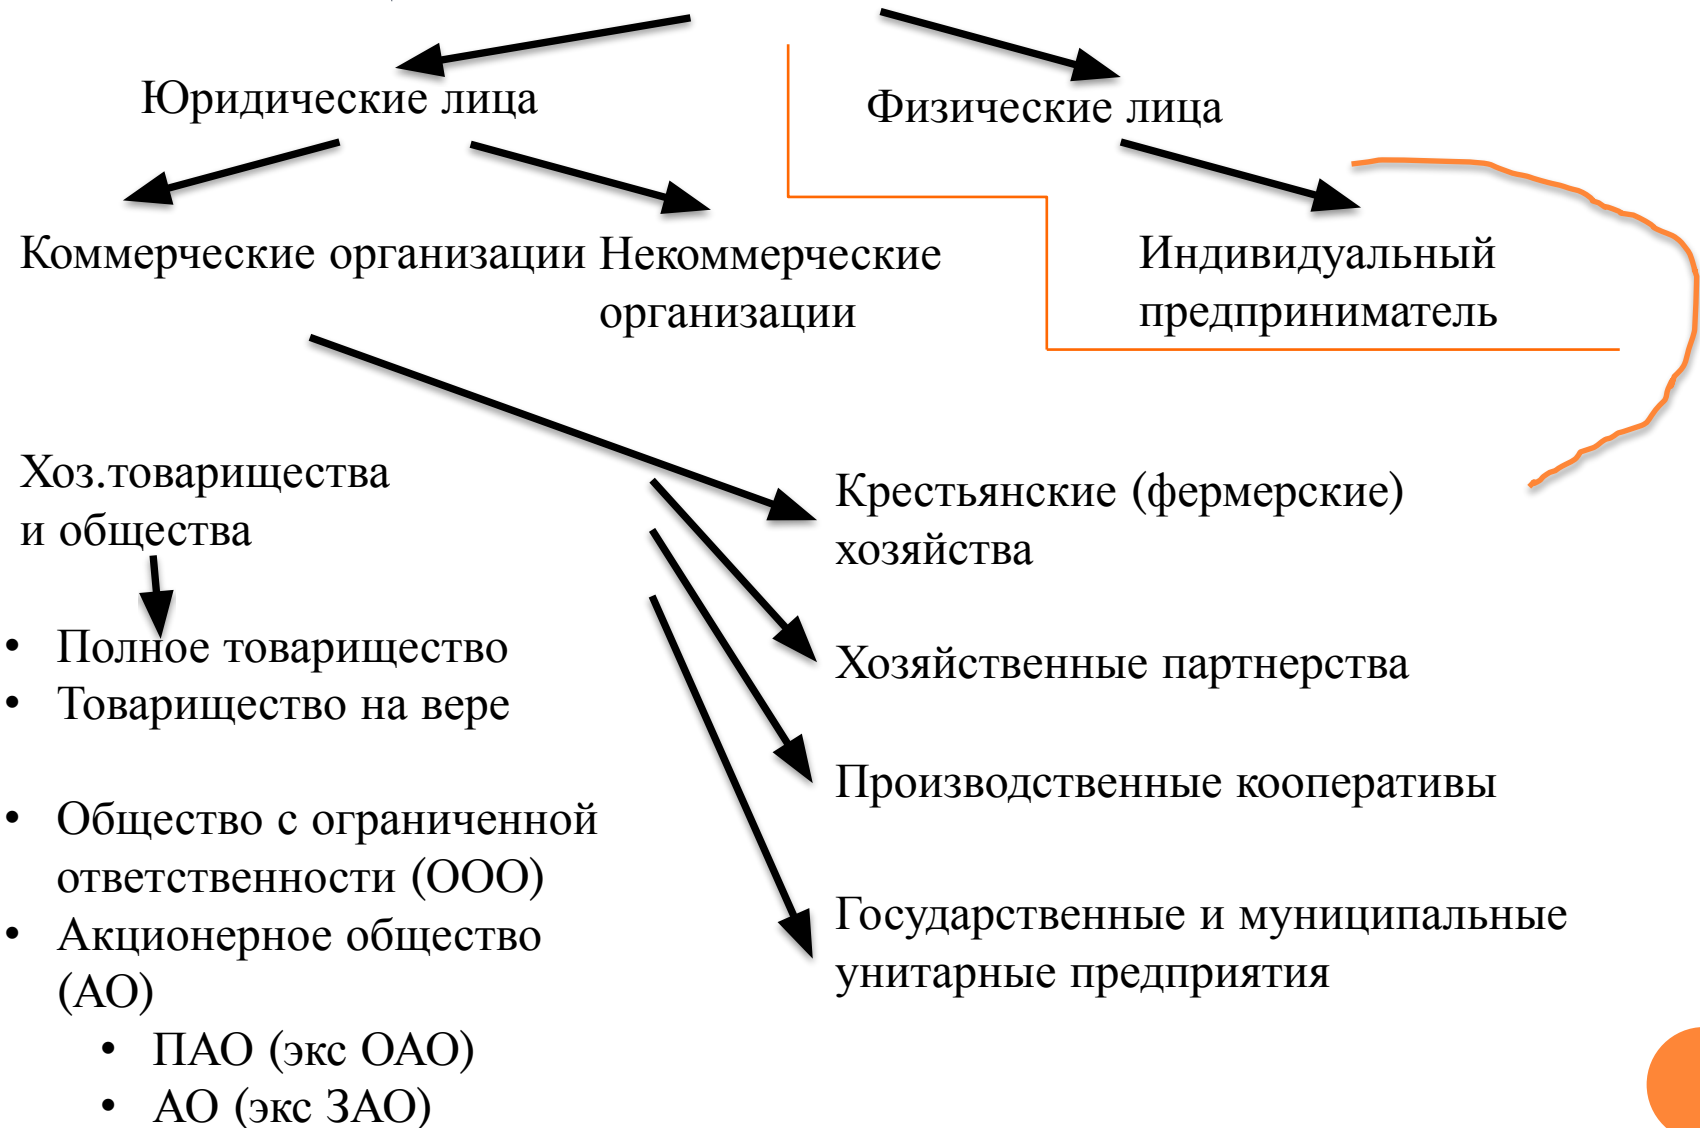 Юридические лица
Физические лица
Коммерческие организации
Некоммерческие
организации
Индивидуальный
предприниматель
Хоз.товарищества
и общества
• Полное товарищество
• Товарищество на вере
• Общество с ограниченной
ответственности (ООО)
• Акционерное общество
(АО)
• ПАО (экс ОАО)
• АО (экс ЗАО)
Крестьянские (фермерские)
хозяйства
Хозяйственные партнерства
Производственные кооперативы
Государственные и муниципальные
унитарные предприятия